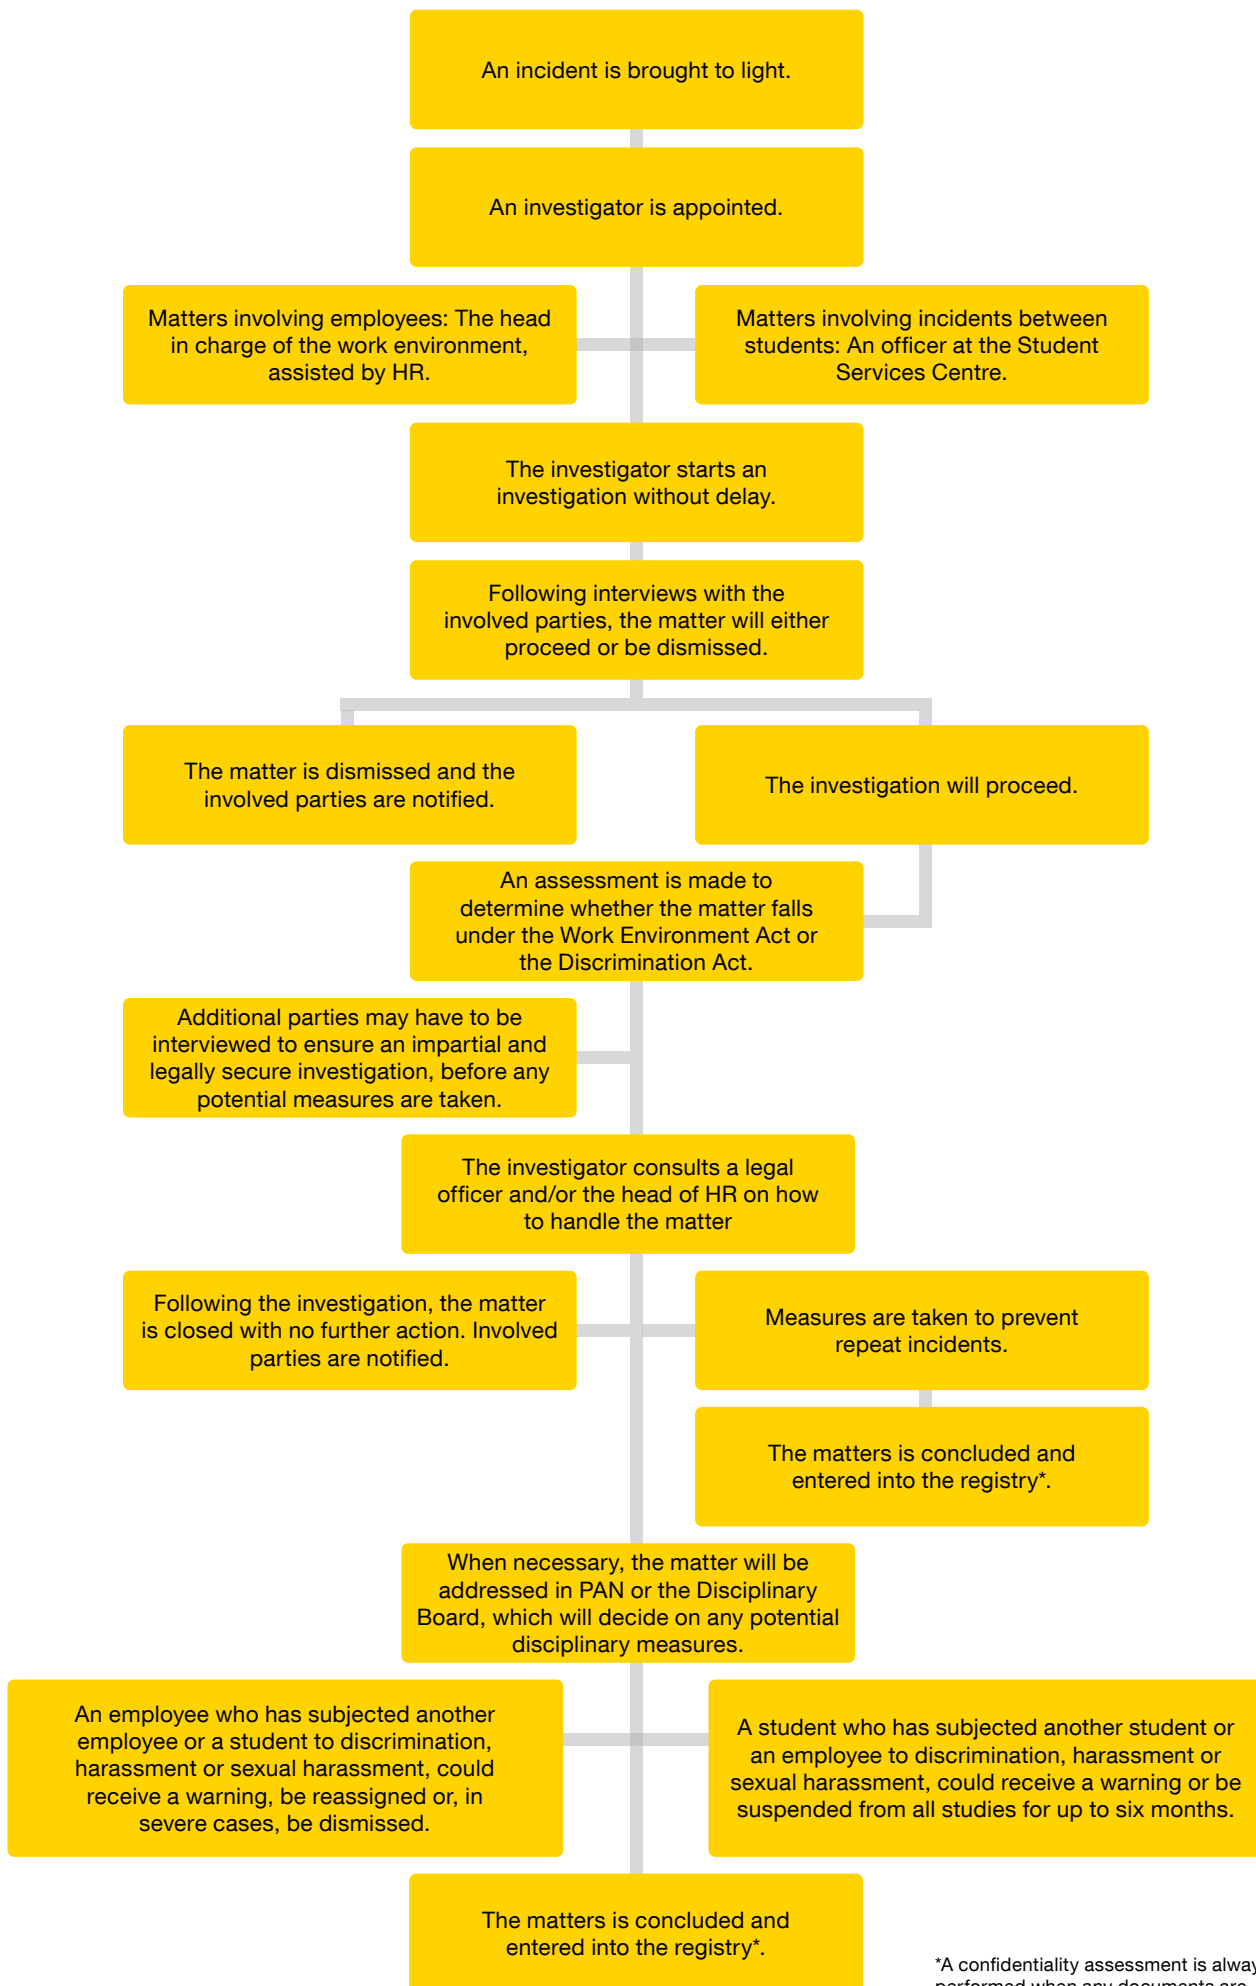 An incident is brought to light.
An investigator is appointed.
Matters involving employees: The head
in charge of the work environment,
assisted by HR.
Matters involving incidents between
students: An officer at the Student
Services Centre.
The investigator starts an
investigation without delay.
Following interviews with the
involved parties, the matter will either
proceed or be dismissed.
The matter is dismissed and the
involved parties are notified.
The investigation will proceed.
An assessment is made to
determine whether the matter falls
under the Work Environment Act or
the Discrimination Act.
Additional parties may have to be
interviewed to ensure an impartial and
legally secure investigation, before any
potential measures are taken.
The investigator consults a legal
officer and/or the head of HR on how
to handle the matter
Following the investigation, the matter
is closed with no further action. Involved
parties are notified.
Measures are taken to prevent
repeat incidents.
The matters is concluded and
entered into the registry*.
When necessary, the matter will be
addressed in PAN or the Disciplinary
Board, which will decide on any potential
disciplinary measures.
An employee who has subjected another
employee or a student to discrimination,
harassment or sexual harassment, could
receive a warning, be reassigned or, in
severe cases, be dismissed.
A student who has subjected another student or
an employee to discrimination, harassment or
sexual harassment, could receive a warning or be
suspended from all studies for up to six months.
The matters is concluded and
entered into the registry*.
*A confidentiality assessment is alway
performed when any documents are